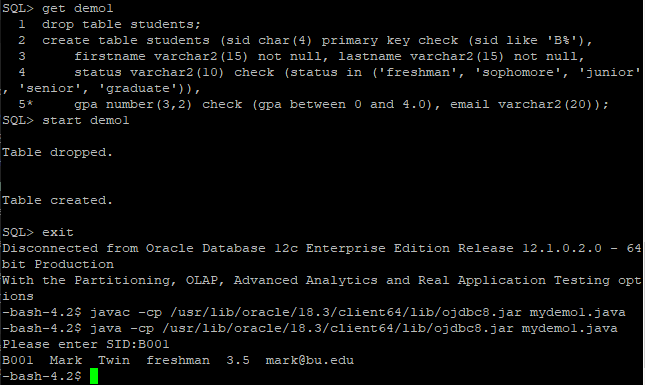 SQL> get demo1
  1  drop table students;
  2  create table students (sid char(4) primary key check (sid like 'B%'),
  3      firstname varchar2(15) not null, lastname varchar2(15) not null,
  4      status varchar2(10) check (status in ('freshman', 'sophomore', 'junior'
, 'senior', 'graduate')),
  5*     gpa number(3,2) check (gpa between 0 and 4.0), email varchar2(20));
SQL> start demo1
Table dropped.
Table created.
SQL> exit
Disconnected from Oracle Database 12c Enterprise Edition Release 12.1.0.2.0 - 64
bit Production
With the Partitioning, OLAP, Advanced Analytics and Real Application Testing opt
ions
-bash-4.2$ javac -cp /usr/lib/oracle/18.3/client64/lib/ojdbc8.jar mydemo1.java
-bash-4.2$ java -cp /usr/lib/oracle/18.3/client64/lib/ojdbc8.jar mydemo1.java
Please enter SID:B001
B001  Mark  Twin  freshman  3.5  mark@bu.edu
-bash-4.2$